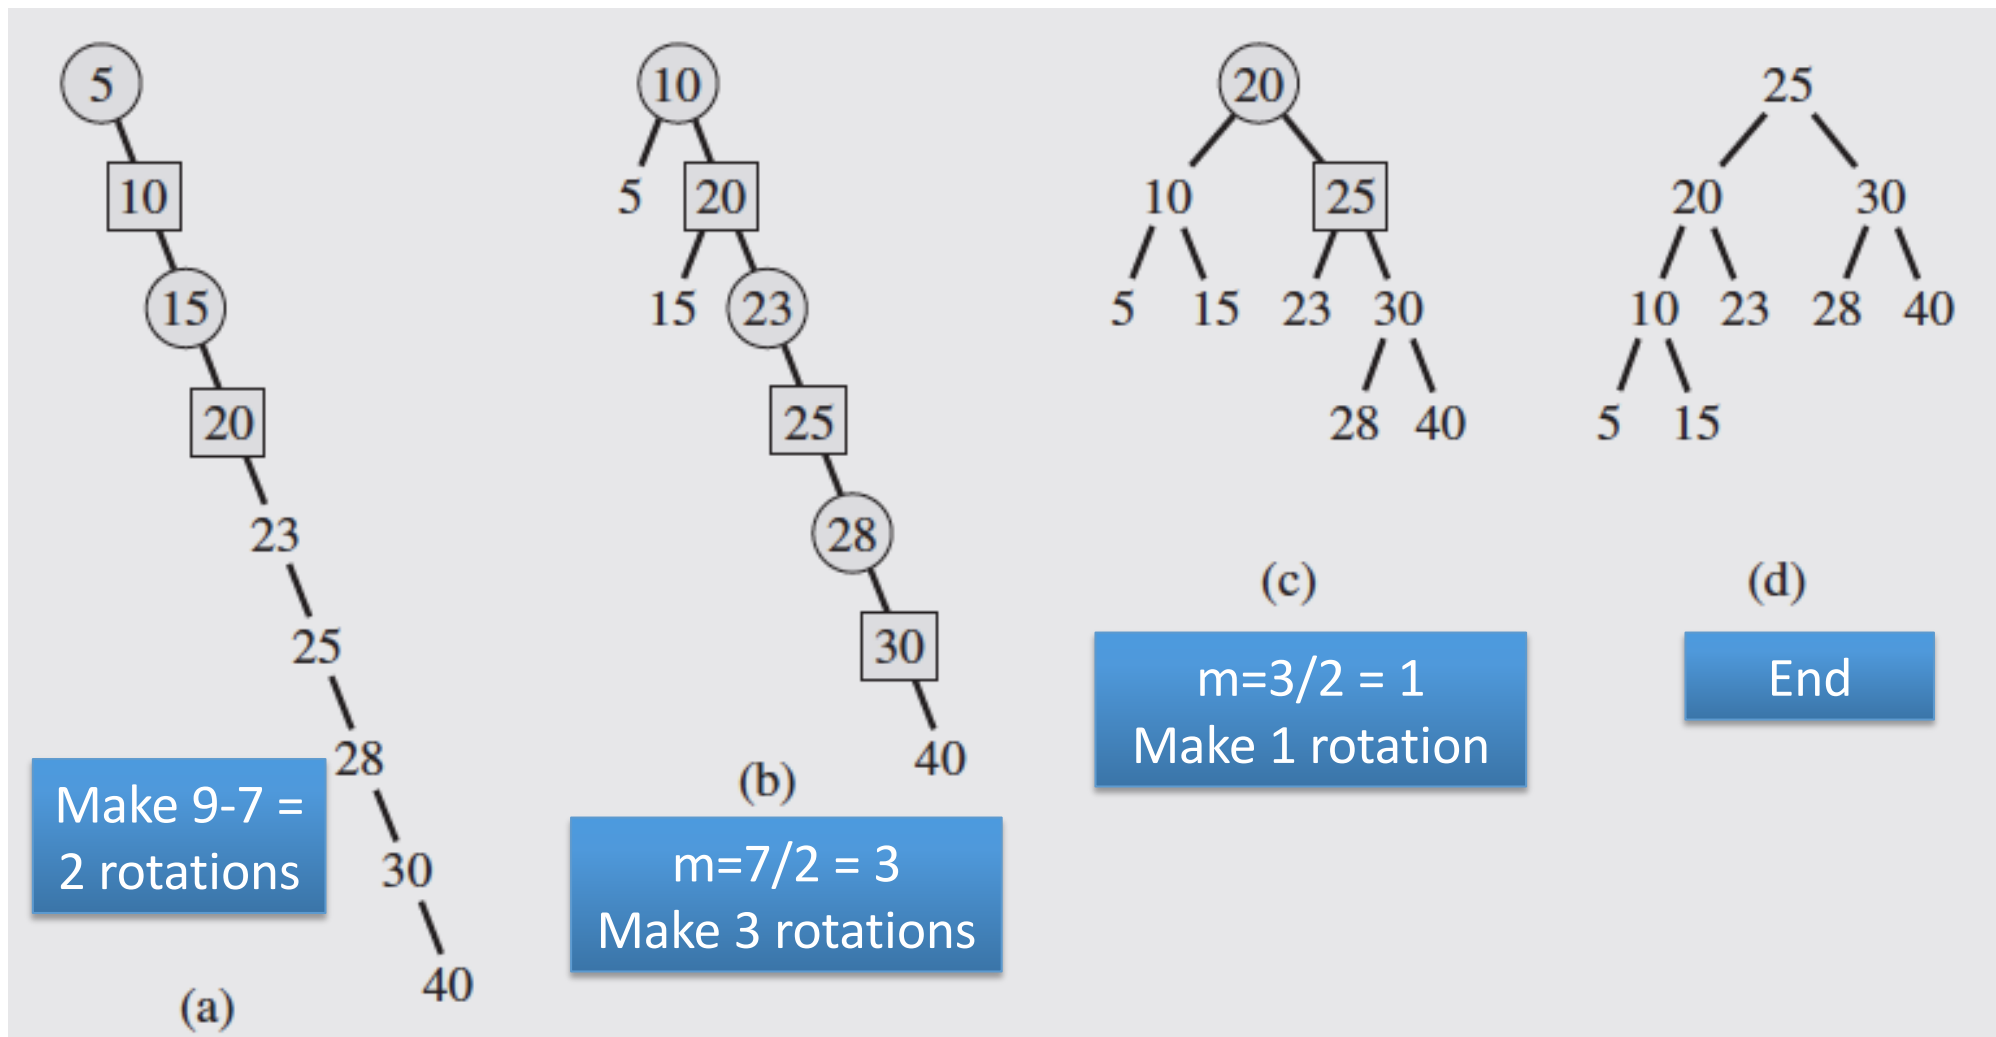 5
10
15
20
23
25
28
30
40
(a)
Make 9-7 =
2 rotations
10
5 20
15 23
25
28
30
40
(b)
m=7/2 = 3
Make 3 rotations
20
10 25
5 15 23 30
28 40
(c)
m=3/2 = 1
Make 1 rotation
25
20 30
10 23 28 40
5 15
(d)
End